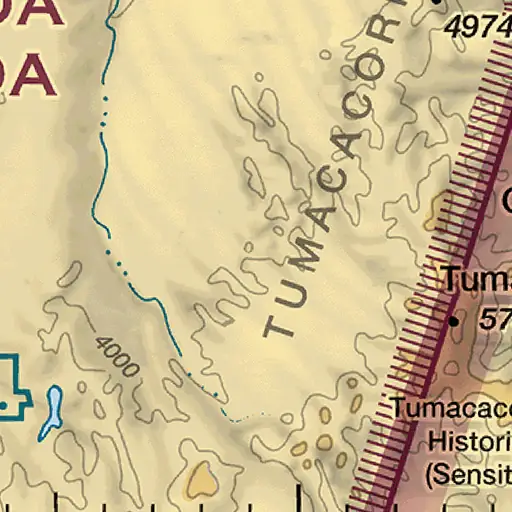 DA
4974
DA
TUMACACORI
Tuma
57
4000
Tumacaco
Histori
(Sensit